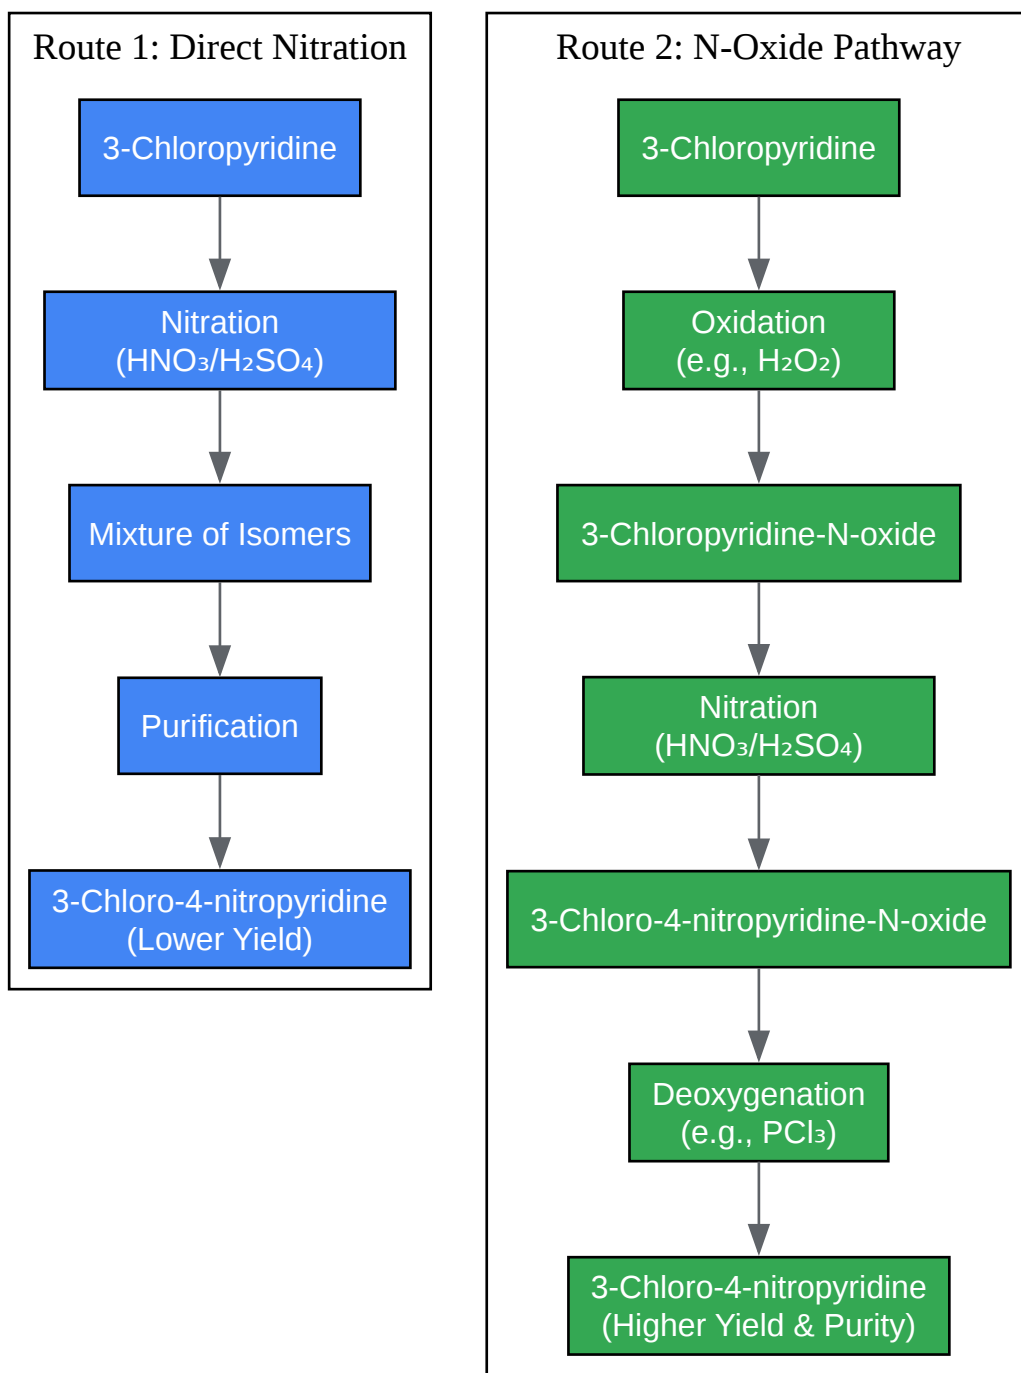 Route 1: Direct Nitration
3-Chloropyridine
Nitration
(HNO₃/H₂SO₄)
Mixture of Isomers
Purification
3-Chloro-4-nitropyridine
(Lower Yield)
Route 2: N-Oxide Pathway
3-Chloropyridine
Oxidation
(e.g., H₂O₂)
3-Chloropyridine-N-oxide
Nitration
(HNO₃/H₂SO₄)
3-Chloro-4-nitropyridine-N-oxide
Deoxygenation
(e.g., PCl₃)
3-Chloro-4-nitropyridine
(Higher Yield & Purity)